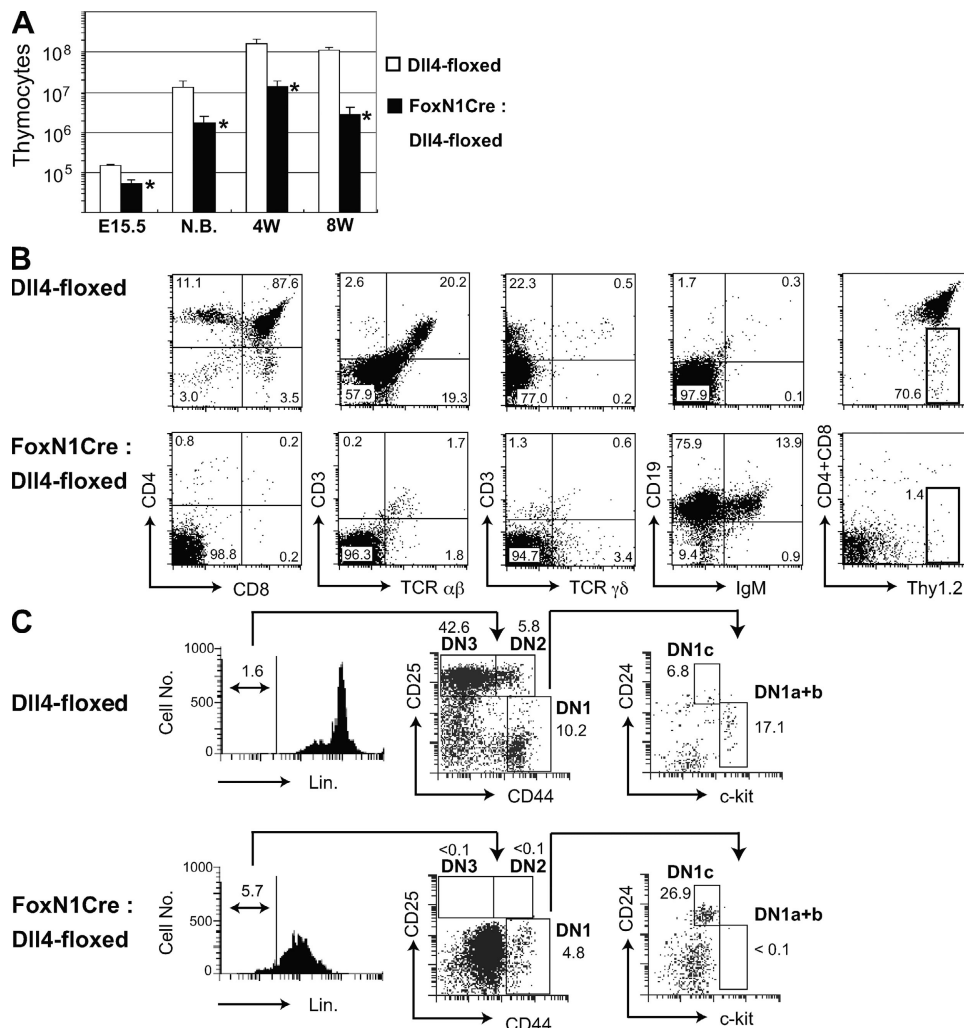 A
Thymocytes
10^8
10^7
10^6
10^5
* * * *
E15.5 N.B. 4W 8W
Dll4-floxed
FoxN1Cre :
Dll4-floxed
B
Dll4-floxed
11.1 87.6
3.0 3.5
2.6 20.2
57.9 19.3
22.3 0.5
77.0 0.2
1.7 0.3
97.9 0.1
70.6
FoxN1Cre :
Dll4-floxed
CD4
0.8 0.2
98.8 0.2
CD8
CD3
0.2 1.7
96.3 1.8
TCR αβ
CD3
1.3 0.6
94.7 3.4
TCR γδ
CD19
75.9 13.9
9.4 0.9
IgM
CD4+CD8
1.4
Thy1.2
C
Dll4-floxed
Cell No.
1000
500
0
1.6
Lin.
42.6 5.8
DN3 DN2
CD25
DN1
10.2
CD44
DN1c
6.8
CD24
DN1a+b
17.1
c-kit
FoxN1Cre :
Dll4-floxed
Cell No.
1000
500
0
5.7
Lin.
<0.1 <0.1
DN3 DN2
CD25
DN1
4.8
CD44
DN1c
26.9
CD24
DN1a+b
< 0.1
c-kit